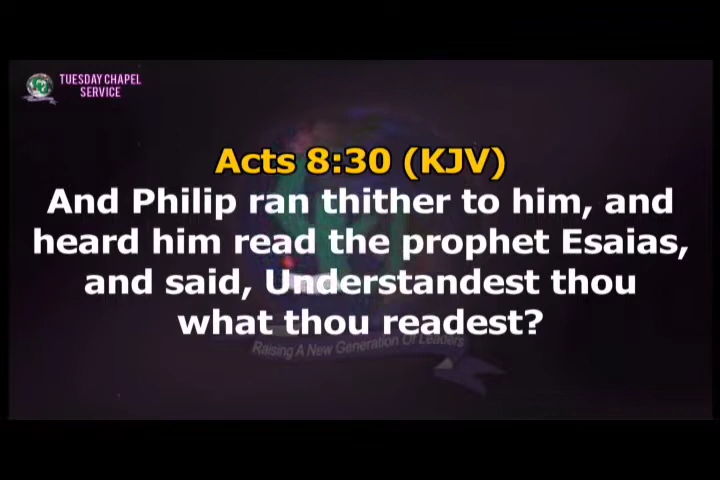 TUESDAY CHAPEL
SERVICE
Acts 8:30 (KJV)
And Philip ran thither to him, and
heard him read the prophet Esaias,
and said, Understandest thou
what thou readest?
Raising A New Generation Of Leaders